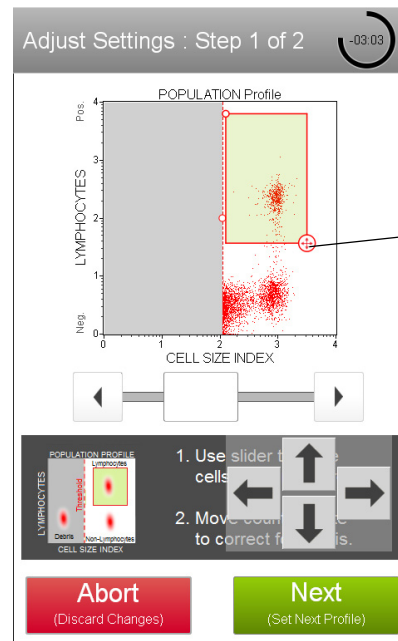 Adjust Settings : Step 1 of 2
-03:03
POPULATION Profile
Pos.
4
3
2
1
0
Neg.
LYMPHOCYTES
0
1
2
3
4
CELL SIZE INDEX
POPULATION PROFILE
Lymphocytes
Threshold
LYMPHOCYTES
Debris
Non-Lymphocytes
CELL SIZE INDEX
1. Use slider
cells
2. Move
to correct
Abort
(Discard Changes)
Next
(Set Next Profile)